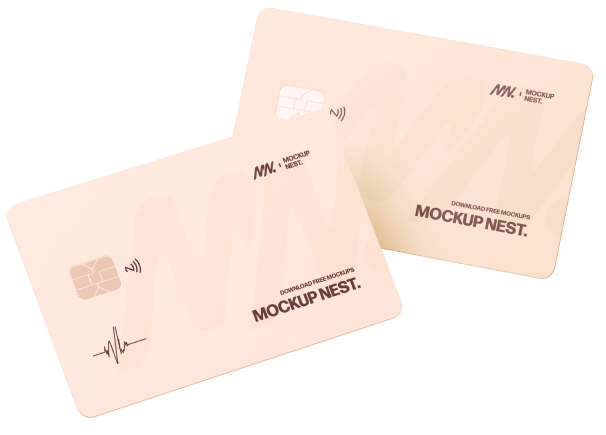 MN.
MOCKUP
NEST.
DOWNLOAD FREE MOCKUPS
MOCKUP NEST.
MN.
MOCKUP
NEST.
DOWNLOAD FREE MOCKUPS
MOCKUP NEST.